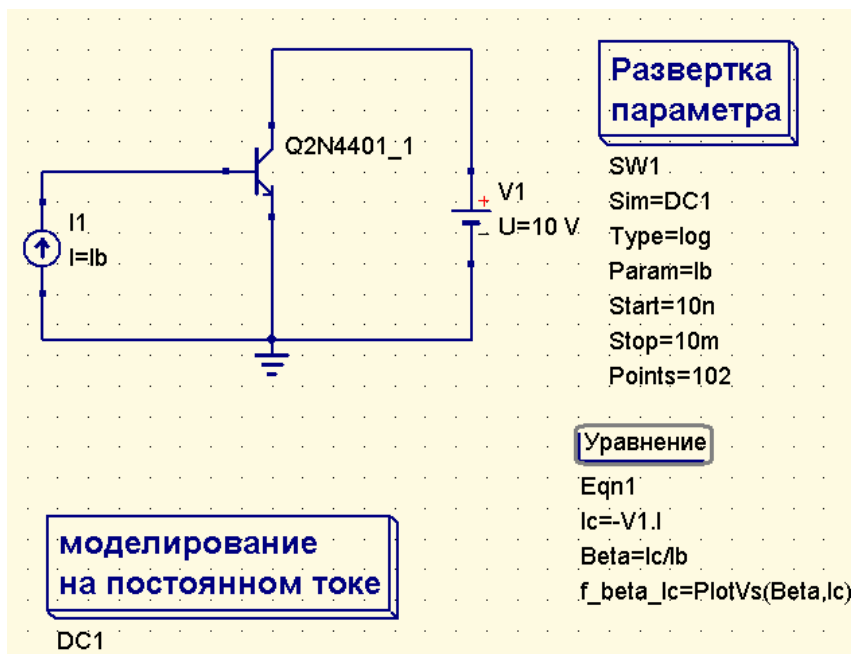 Q2N4401_1
I1
I=Ib
V1
U=10 V
Развертка
параметра
SW1
Sim=DC1
Type=log
Param=Ib
Start=10n
Stop=10m
Points=102
Уравнение
Eqn1
Ic=-V1.I
Beta=Ic/Ib
f_beta_Ic=PlotVs(Beta,Ic)
моделирование
на постоянном токе
DC1